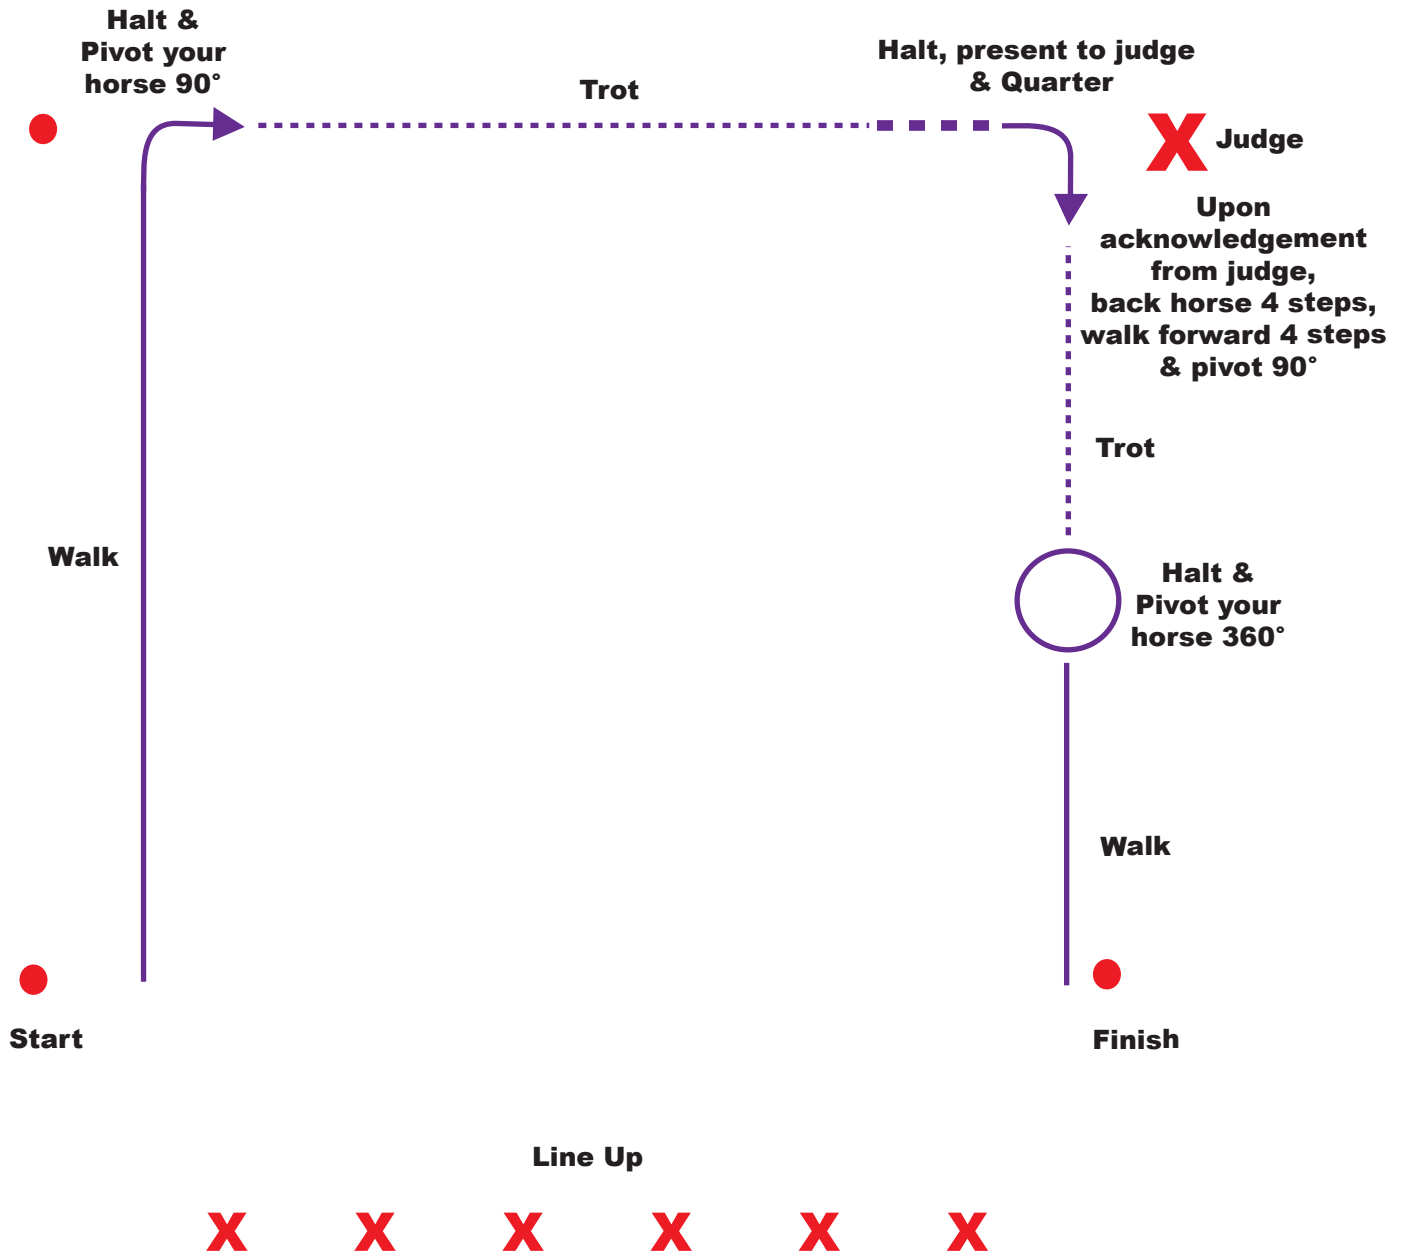 Halt &
Pivot your
horse 90°
Trot
Halt, present to judge
& Quarter
X Judge
Upon
acknowledgement
from judge,
back horse 4 steps,
walk forward 4 steps
& pivot 90°
Trot
Walk
Halt &
Pivot your
horse 360°
Walk
Start
Finish
Line Up
X X X X X X